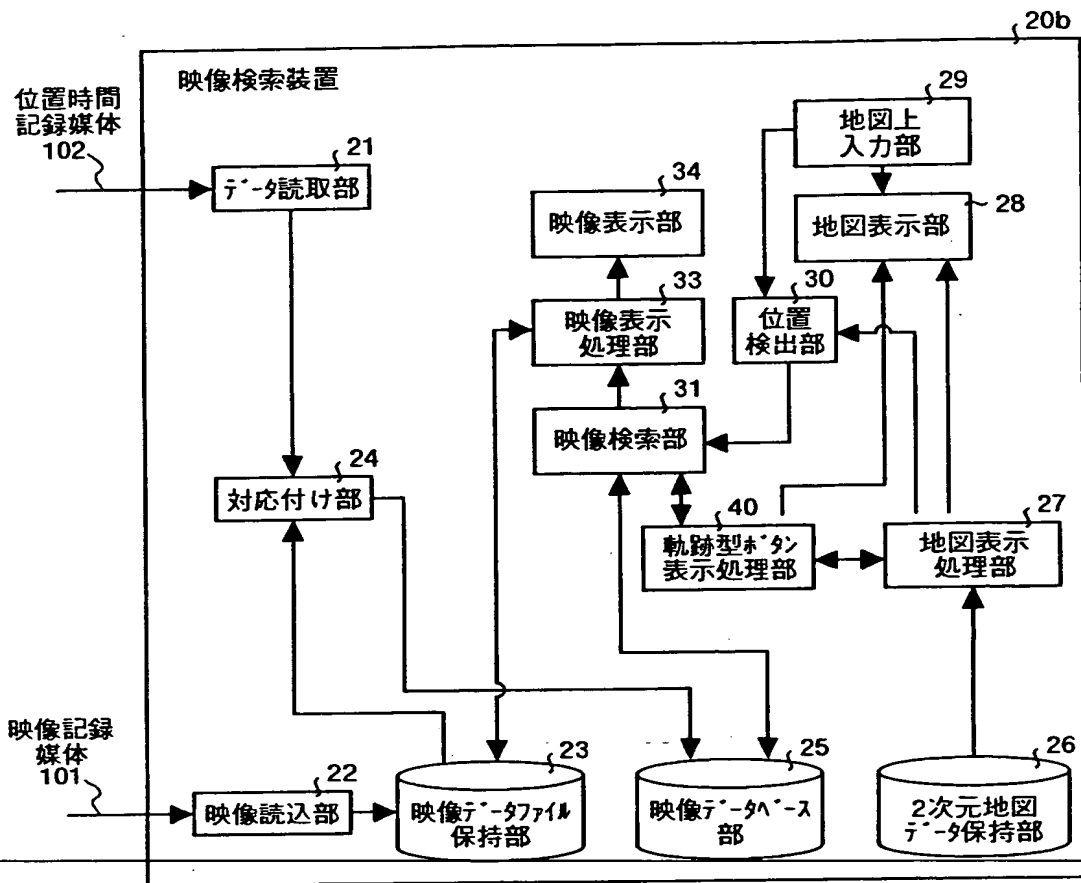 20b
映像検索装置
位置時間
記録媒体
102
21
データ読取部
29
地図上
入力部
34
映像表示部
28
地図表示部
33
映像表示
処理部
30
位置
検出部
31
映像検索部
24
対応付け部
40
軌跡型ボタン
表示処理部
27
地図表示
処理部
映像記録
媒体
101
22
映像読込部
23
映像データファイル
保持部
25
映像データベース
部
26
2次元地図
データ保持部